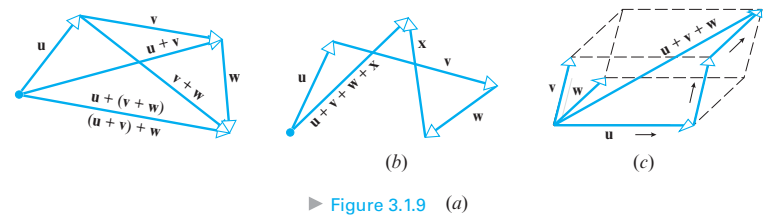 v
u
u + v
v + w
w
u + (v + w)
(u + v) + w
u
u + v + w + x
x
v
w
(b)
u + v + w
v
w
u
(c)
Figure 3.1.9 (a)